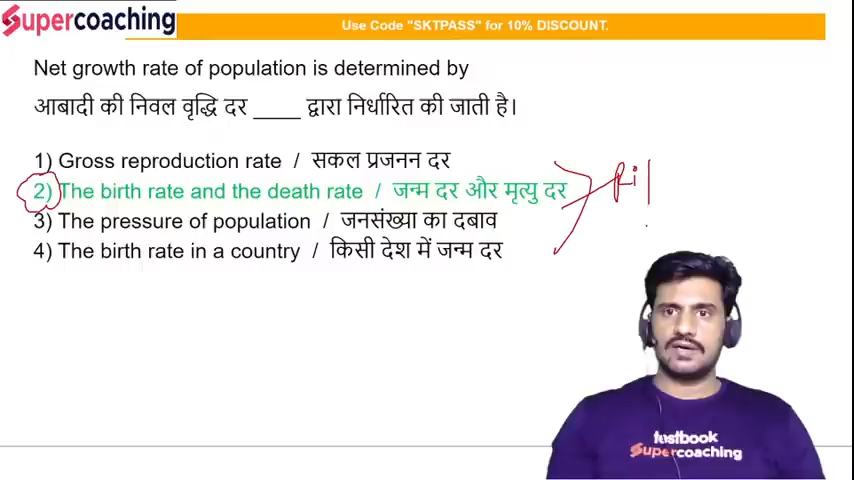 Supercoaching
Use Code "SKTPASS" for 10% DISCOUNT.
Net growth rate of population is determined by
आबादी की निवल वृद्धि दर ____ द्वारा निर्धारित की जाती है।
1) Gross reproduction rate / सकल प्रजनन दर
2) The birth rate and the death rate / जन्म दर और मृत्यु दर
3) The pressure of population / जनसंख्या का दबाव
4) The birth rate in a country / किसी देश में जन्म दर
testbook
Supercoaching